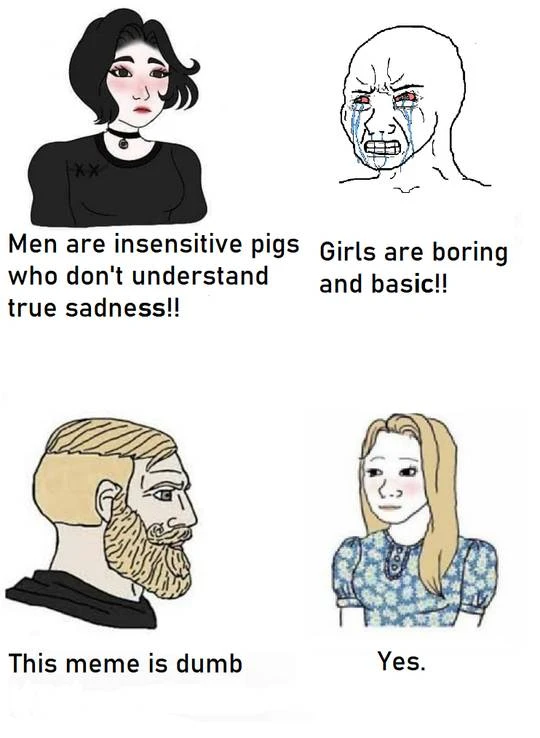 Men are insensitive pigs
who don't understand
true sadness!!
Girls are boring
and basic!!
This meme is dumb
Yes.